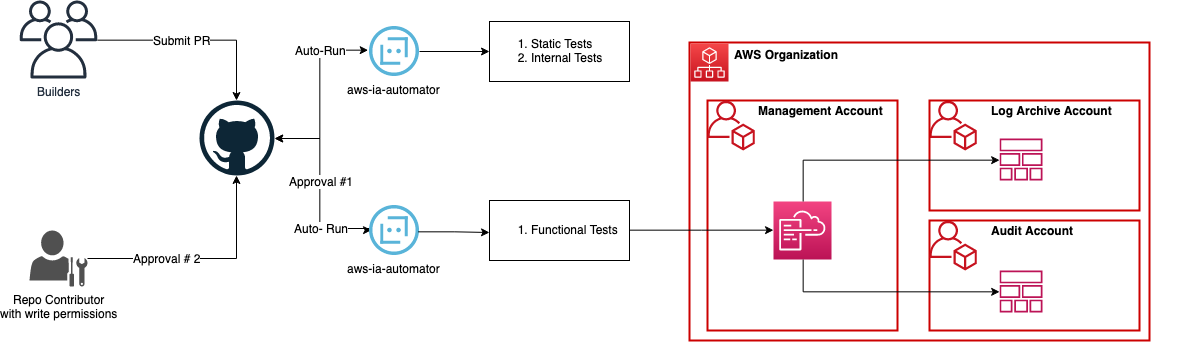 Submit PR
Builders
Auto-Run
aws-ia-automator
1. Static Tests
2. Internal Tests
AWS Organization
Management Account
Log Archive Account
Approval #1
Auto- Run
aws-ia-automator
1. Functional Tests
Audit Account
Approval # 2
Repo Contributor
with write permissions